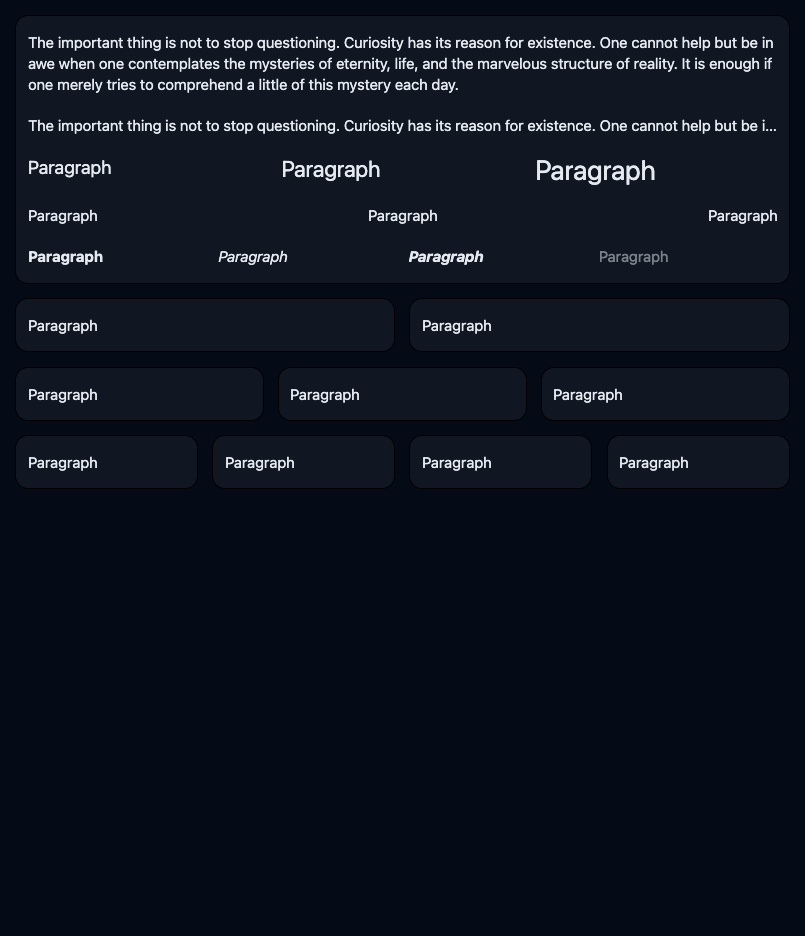 The important thing is not to stop questioning. Curiosity has its reason for existence. One cannot help but be in
awe when one contemplates the mysteries of eternity, life, and the marvelous structure of reality. It is enough if
one merely tries to comprehend a little of this mystery each day.
The important thing is not to stop questioning. Curiosity has its reason for existence. One cannot help but be i...
Paragraph Paragraph Paragraph
Paragraph Paragraph Paragraph
Paragraph Paragraph Paragraph Paragraph
Paragraph Paragraph
Paragraph Paragraph Paragraph
Paragraph Paragraph Paragraph Paragraph